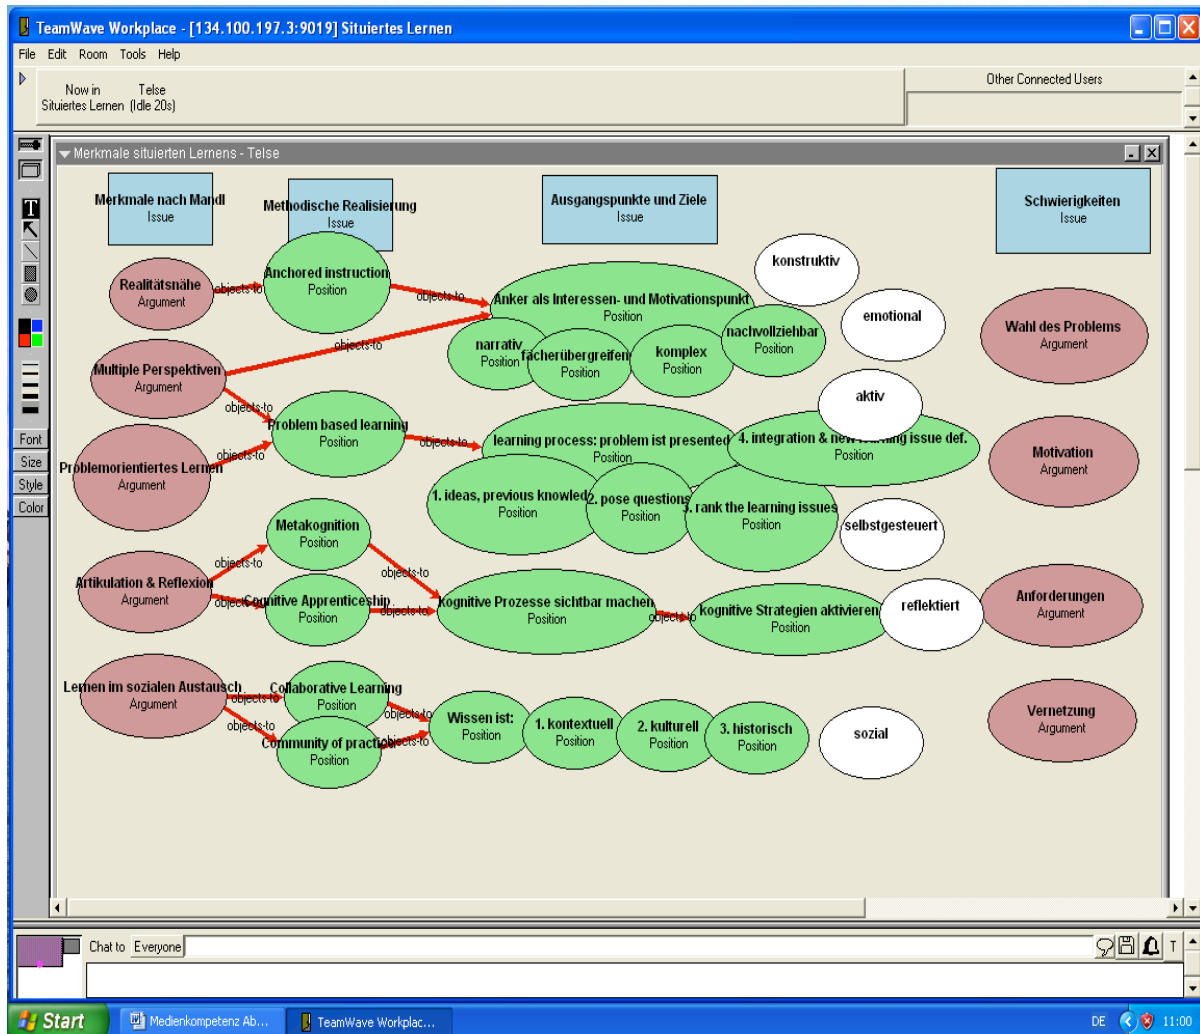 TeamWave Workplace - [134.100.197.3:9019] Situiertes Lernen
File Edit Room Tools Help
Now in
Situiertes Lernen
Telse
(Idle 20s)
Other Connected Users
Merkmale situierten Lernens - Telse
T
Font
Size
Style
Color
Merkmale nach Mandl
Issue
Methodische Realisierung
Issue
Ausgangspunkte und Ziele
Issue
Schwierigkeiten
Issue
Realitätsnähe
Argument
objects-to
Anchored instruction
Position
objects-to
Anker als Interessen- und Motivationspunkt
Position
konstruktiv
emotional
Wahl des Problems
Argument
Multiple Perspektiven
Argument
objects-to
objects-to
narrativ
Position
fächerübergreifen
Position
komplex
Position
nachvollziehbar
Position
aktiv
Problemorientiertes Lernen
Argument
objects-to
Problem based learning
Position
objects-to
learning process: problem ist presented
4. integration & new learning issue def.
Position
Motivation
Argument
1. ideas, previous knowled
Position
2. pose questions
Position
3. rank the learning issues
Position
selbstgesteuert
Artikulation & Reflexion
Argument
objects-to
objects-to
Metakognition
Position
Cognitive Apprenticeship
Position
objects-to
objects-to
kognitive Prozesse sichtbar machen
Position
objects-to
kognitive Strategien aktivieren
Position
reflektiert
Anforderungen
Argument
Lernen im sozialen Austausch
Argument
objects-to
objects-to
Collaborative Learning
Position
Community of practice
Position
objects-to
objects-to
Wissen ist:
Position
1. kontextuell
Position
2. kulturell
Position
3. historisch
Position
sozial
Vernetzung
Argument
Chat to Everyone
T
Start
Medienkompetenz Ab...
TeamWave Workplac...
DE
11:00